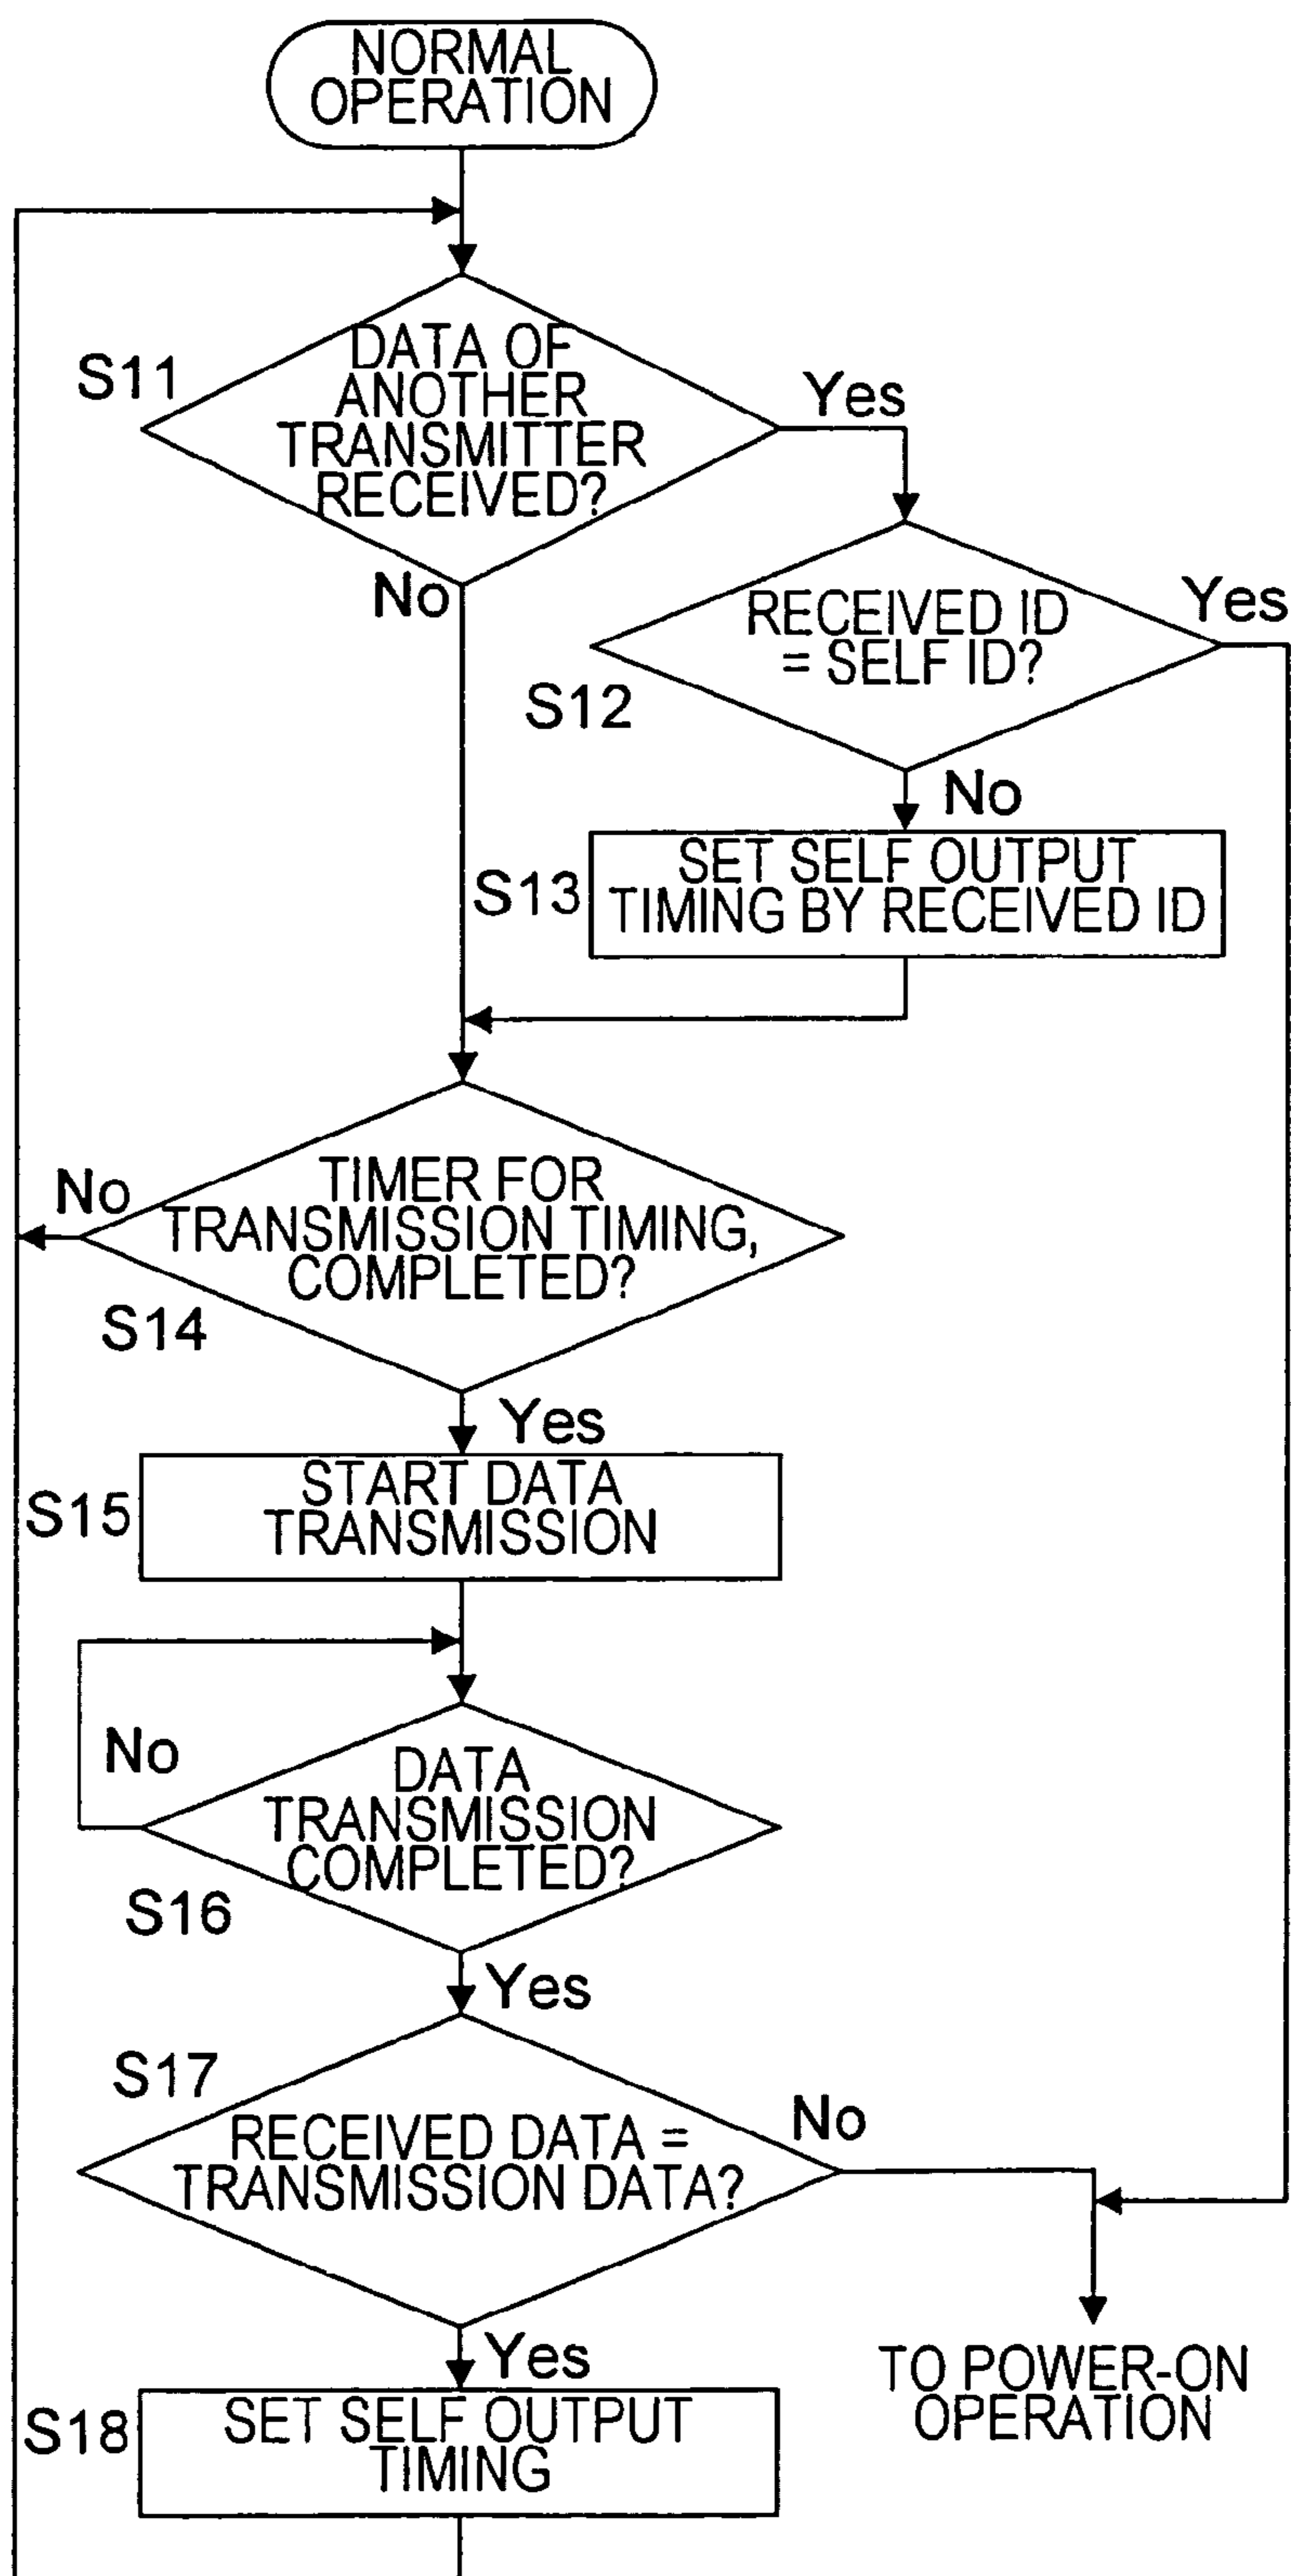 NORMAL
OPERATION
S11
DATA OF
ANOTHER
TRANSMITTER
RECEIVED?
Yes
No
S12
RECEIVED ID
= SELF ID?
Yes
No
S13
SET SELF OUTPUT
TIMING BY RECEIVED ID
No
TIMER FOR
TRANSMISSION TIMING,
COMPLETED?
S14
Yes
S15
START DATA
TRANSMISSION
No
DATA
TRANSMISSION
COMPLETED?
S16
Yes
S17
RECEIVED DATA =
TRANSMISSION DATA?
No
Yes
TO POWER-ON
OPERATION
S18
SET SELF OUTPUT
TIMING